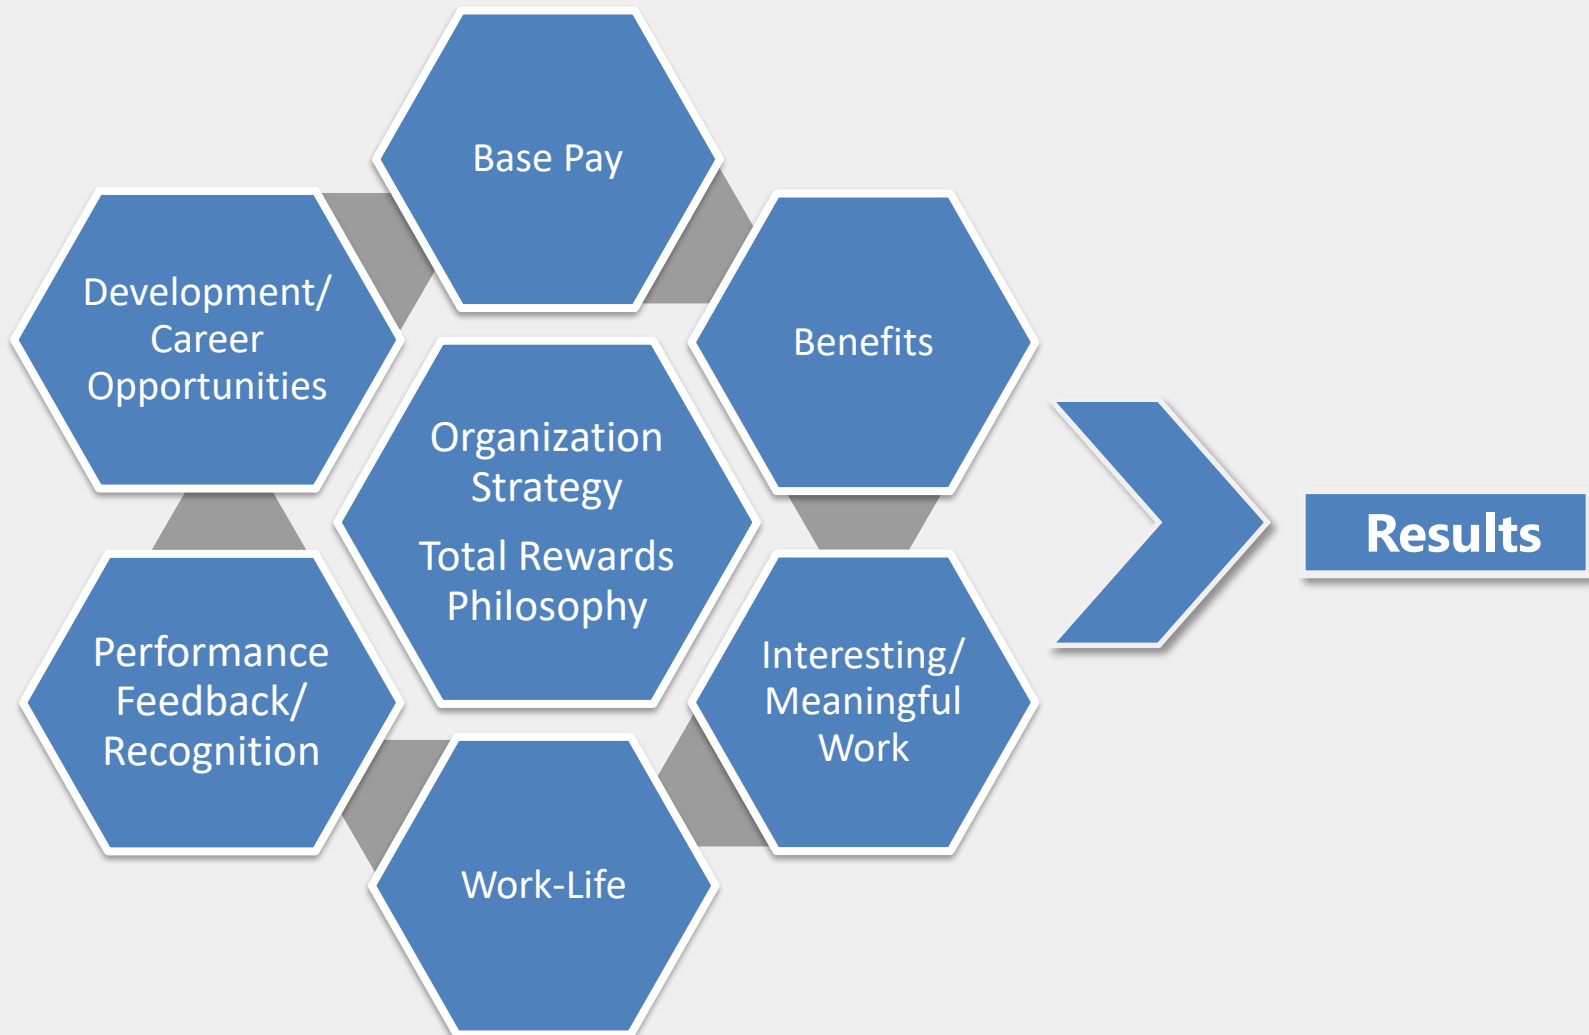 Base Pay
Development/
Career
Opportunities
Benefits
Organization
Strategy
Total Rewards
Philosophy
Results
Performance
Feedback/
Recognition
Interesting/
Meaningful
Work
Work-Life